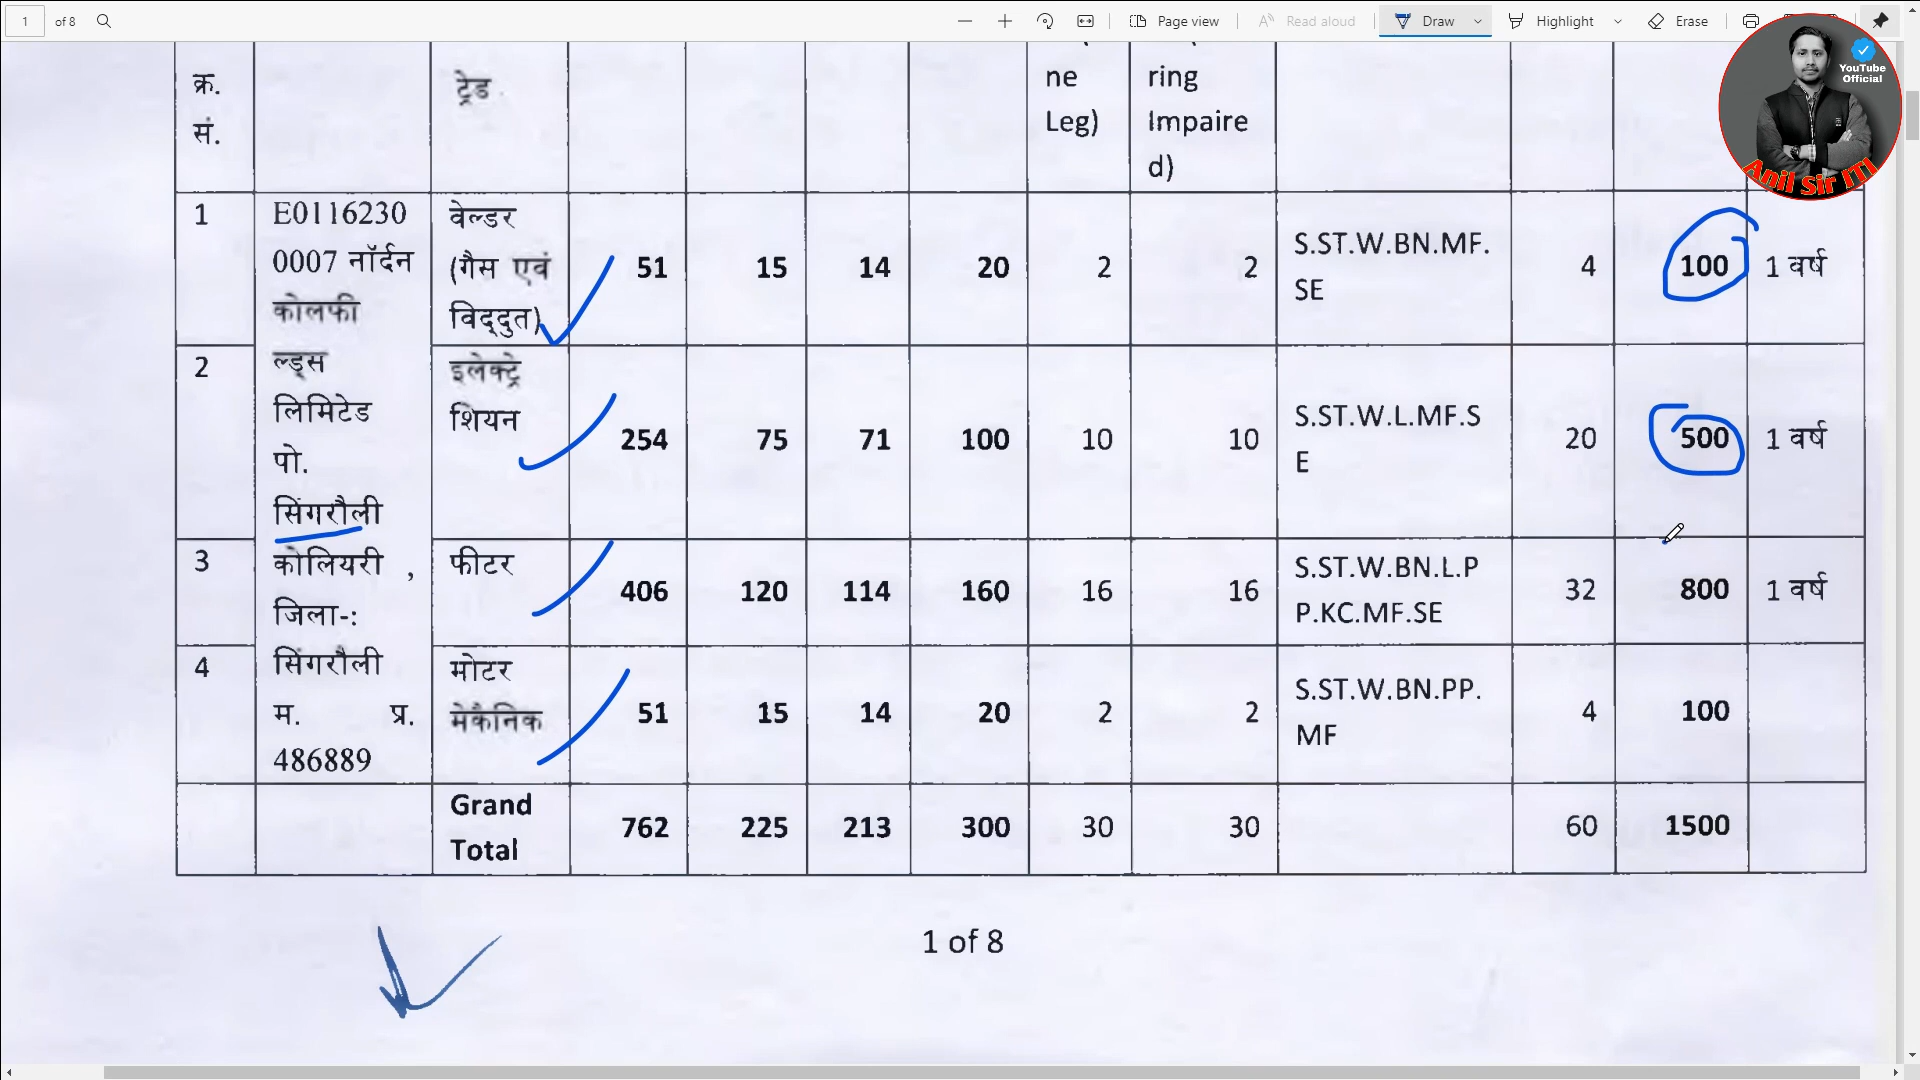 1 of 8
Page view
Read aloud
Draw
Highlight
Erase
YouTube
Official
Anil Sir ITI
क्र.
सं.
ट्रेड
ne
Leg)
ring
Impaire
d)
1
E0116230
0007 नॉर्दन
कोलफी
ल्ड्स
लिमिटेड
पो.
सिंगरौली
कोलियरी ,
जिला-:
सिंगरौली
म. प्र.
486889
वेल्डर
(गैस एवं
विद्दुत)
51 15 14 20 2 2
S.ST.W.BN.MF.
SE
4 100 1 वर्ष
2
इलेक्ट्रे
शियन
254 75 71 100 10 10
S.ST.W.L.MF.S
E
20 500 1 वर्ष
3
फीटर
406 120 114 160 16 16
S.ST.W.BN.L.P
P.KC.MF.SE
32 800 1 वर्ष
4
मोटर
मेकैनिक
51 15 14 20 2 2
S.ST.W.BN.PP.
MF
4 100
Grand
Total
762 225 213 300 30 30 60 1500
1 of 8